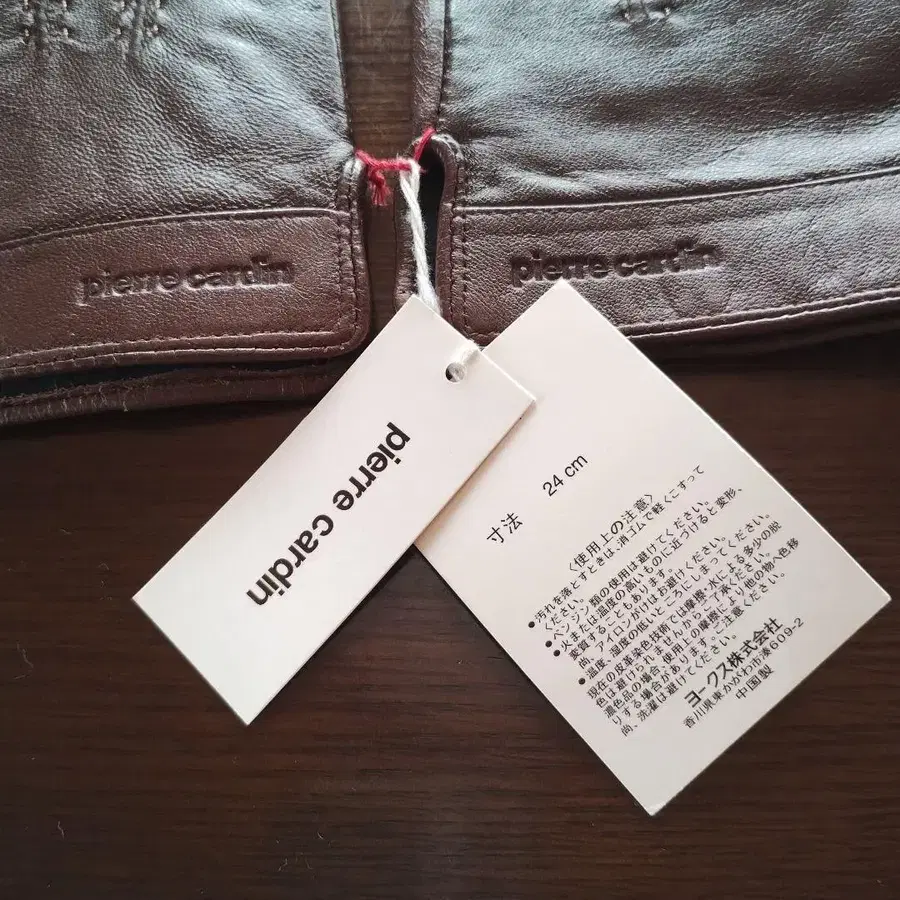 pierre cardin
pierre cardin
pierre cardin
寸法 24 cm
〈使用上の注意〉
●汚れを落とすときは、消ゴムで軽くこすって
ください。
●ベンジン類の使用は避けてください。
●火または温度の高いものに近づけると変形、
変質することもあります。
尚、アイロンがけはお避けください。
●温度、湿度の低いところにしまってください。
現在の皮革染色技術では摩擦・水による多少の脱
色は避けられませんからご了承ください。
濃色品の場合、使用上の摩擦により他の物へ色移
りする場合があります。ご注意ください。
尚、洗濯は避けてください。
ヨークス株式会社
香川県東かがわ市湊609-2
中国製